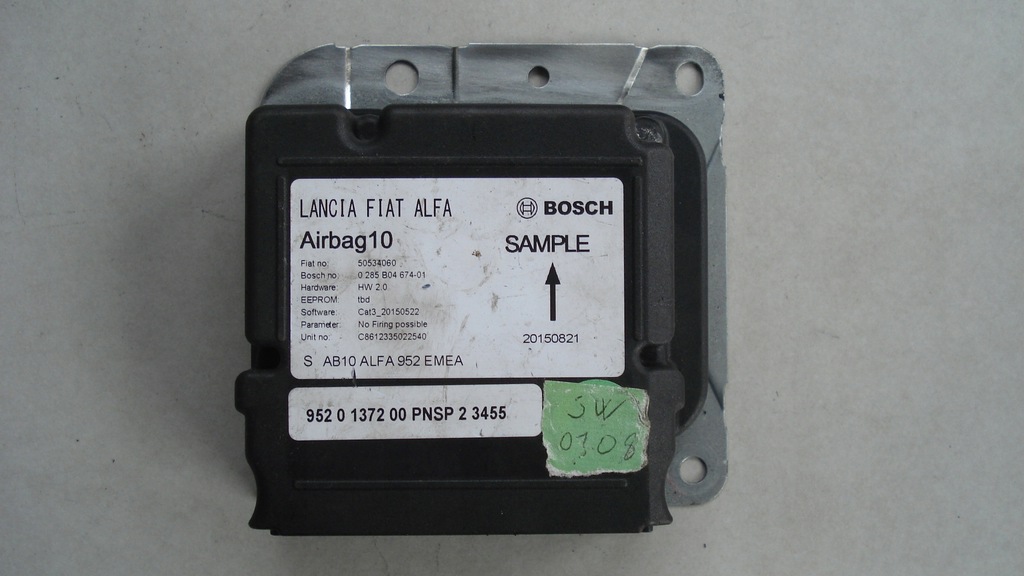 LANCIA FIAT ALFA
BOSCH
Airbag10
SAMPLE
Fiat no: 50534060
Bosch no: 0 285 B04 674-01
Hardware: HW 2.0
EEPROM: tbd
Software: Cat3_20150522
Parameter: No Firing possible
Unit no: C8612335022540
20150821
S AB10 ALFA 952 EMEA
952 0 1372 00 PNSP 2 3455
SW
07.08